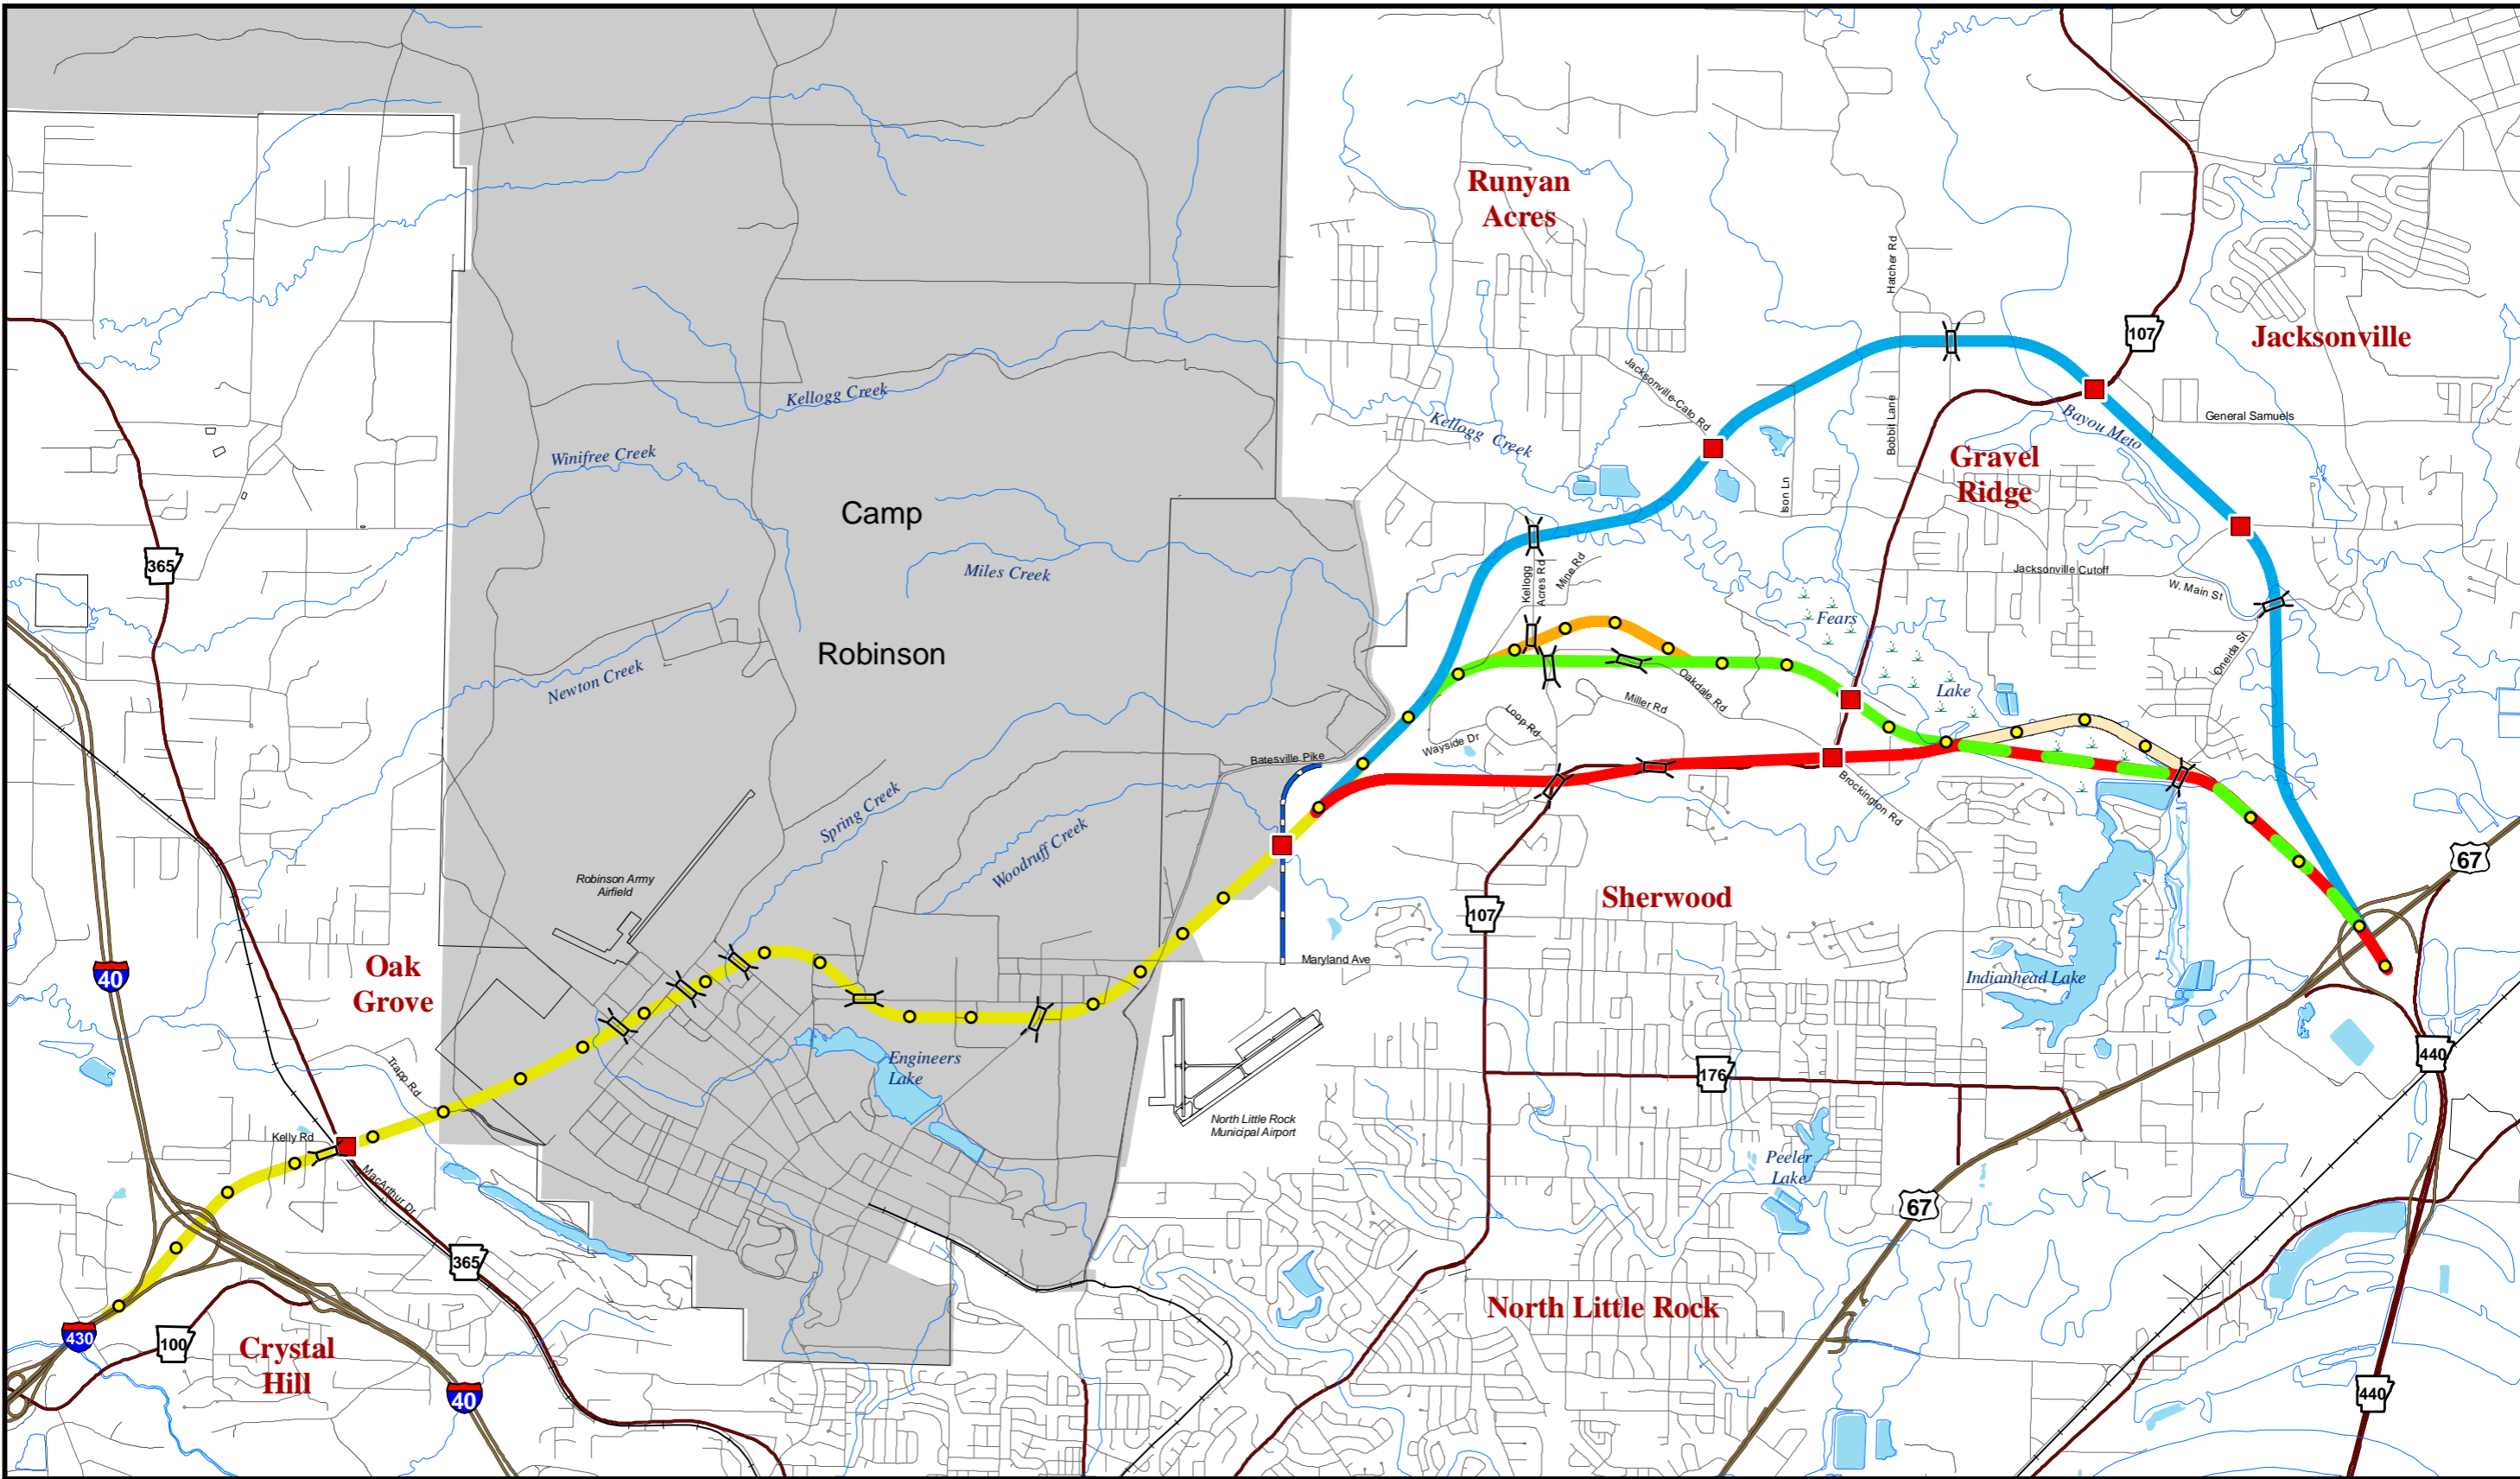 Runyan
Acres
Hatcher Rd
107
Jacksonville
Jacksonville-Cato Rd
Kellogg Creek
Kellogg Creek
Bobbit Lane
Bayou Meto
General Samuels
Winifree Creek
Gravel
Ridge
Ison Ln
Camp
365
Miles Creek
Kellogg
Acres Rd
Mine Rd
Jacksonville Cutoff
W. Main St
Fears
Robinson
Oneida St
Newton Creek
Oakdale Rd
Lake
Miller Rd
Loop Rd
Wayside Dr
Batesville Pike
Brockington Rd
Spring Creek
Woodruff Creek
67
Robinson Army
Airfield
Sherwood
107
Oak
Grove
40
Maryland Ave
Indianhead Lake
Engineers
Lake
440
Trapp Rd
176
North Little Rock
Municipal Airport
Kelly Rd
MacArthur Dr
Peeler
Lake
67
365
North Little Rock
430
100
Crystal
Hill
40
440